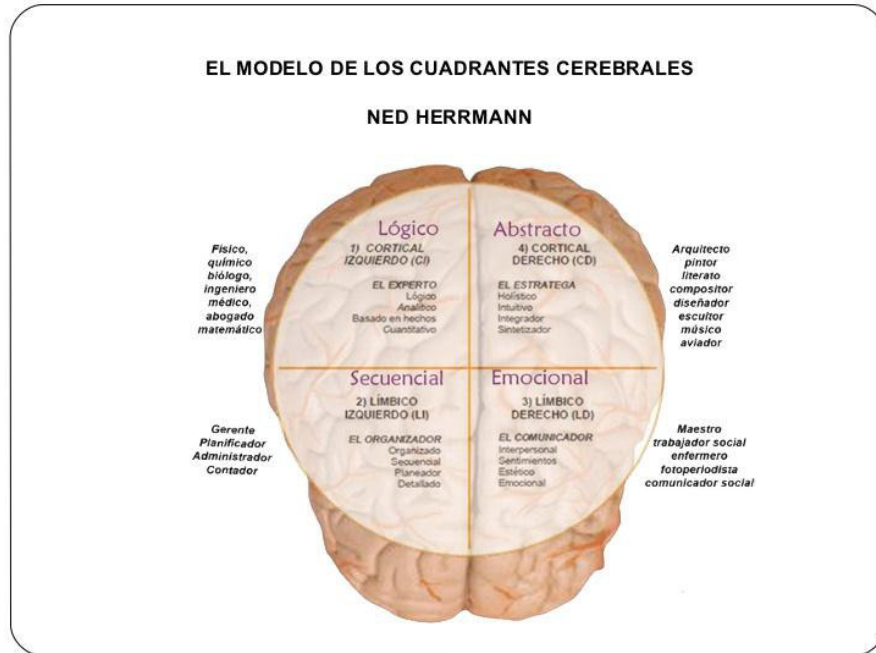 EL MODELO DE LOS CUADRANTES CEREBRALES
NED HERRMANN
Lógico
1) CORTICAL
IZQUIERDO (CI)
EL EXPERTO
Lógico
Analítico
Basado en hechos
Cuantitativo
Abstracto
4) CORTICAL
DERECHO (CD)
EL ESTRATEGA
Holístico
Intuitivo
Integrador
Sintetizador
Físico,
químico
biólogo,
ingeniero
médico,
abogado
matemático
Arquitecto
pintor
literato
compositor
diseñador
escultor
músico
aviador
Secuencial
2) LÍMBICO
IZQUIERDO (LI)
EL ORGANIZADOR
Organizado
Secuencial
Planeador
Detallado
Emocional
3) LÍMBICO
DERECHO (LD)
EL COMUNICADOR
Interpersonal
Sentimientos
Estético
Emocional
Gerente
Planificador
Administrador
Contador
Maestro
trabajador social
enfermero
fotoperiodista
comunicador social